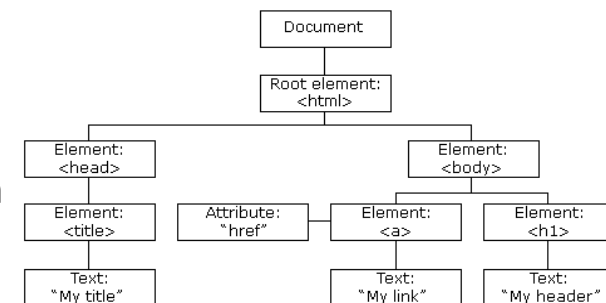 Document
Root element:
<html>
Element:
<head>
Element:
<body>
Element:
<title>
Attribute:
"href"
Element:
<a>
Element:
<h1>
Text:
"My title"
Text:
"My link"
Text:
"My header"